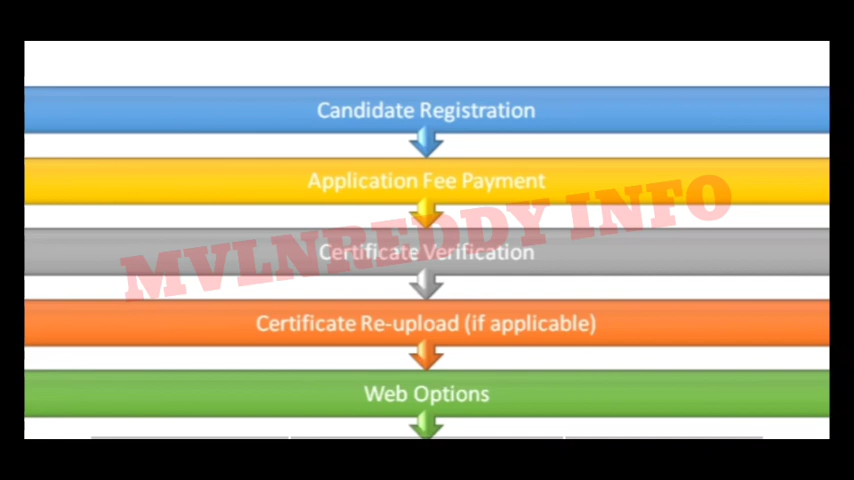 Candidate Registration
Application Fee Payment
MVLNREDDY INFO
Certificate Verification
Certificate Re-upload (if applicable)
Web Options